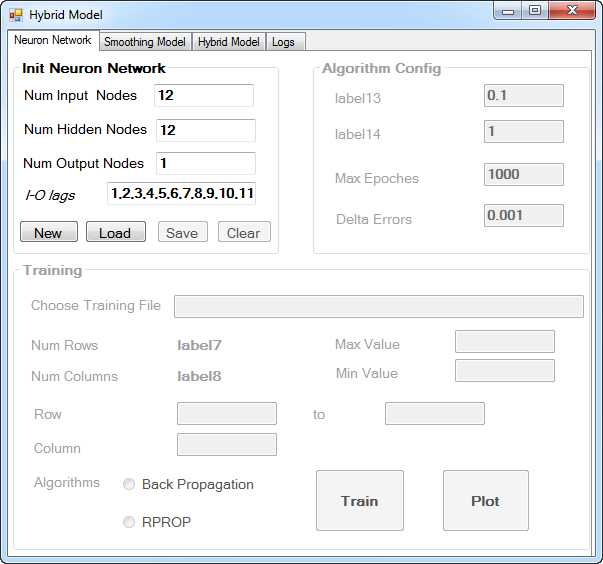 Hybrid Model
Neuron Network Smoothing Model Hybrid Model Logs
Init Neuron Network
Num Input Nodes 12
Num Hidden Nodes 12
Num Output Nodes 1
I-O lags 1,2,3,4,5,6,7,8,9,10,11
New Load Save Clear
Algorithm Config
label13 0.1
label14 1
Max Epoches 1000
Delta Errors 0.001
Training
Choose Training File
Num Rows label7 Max Value
Num Columns label8 Min Value
Row to
Column
Algorithms Back Propagation
RPROP
Train Plot